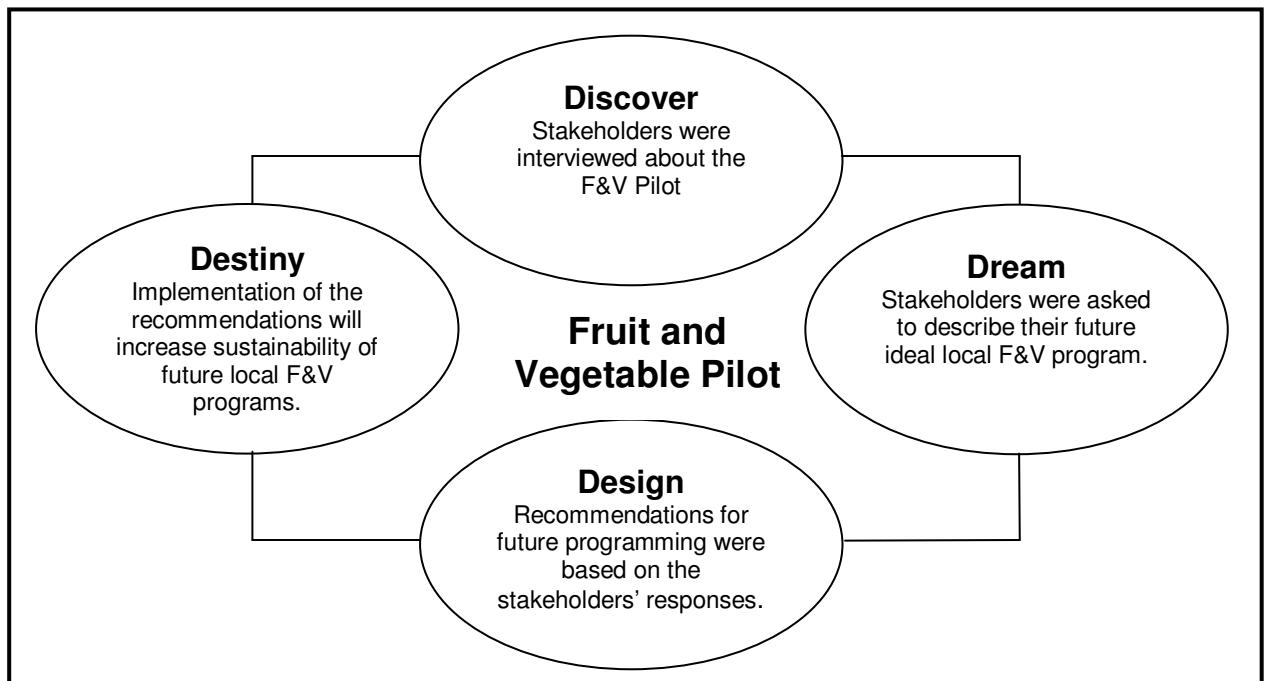 Discover
Stakeholders were
interviewed about the
F&V Pilot
Dream
Stakeholders were asked
to describe their future
ideal local F&V program.
Design
Recommendations for
future programming were
based on the
stakeholders’ responses.
Destiny
Implementation of the
recommendations will
increase sustainability of
future local F&V
programs.
Fruit and
Vegetable Pilot